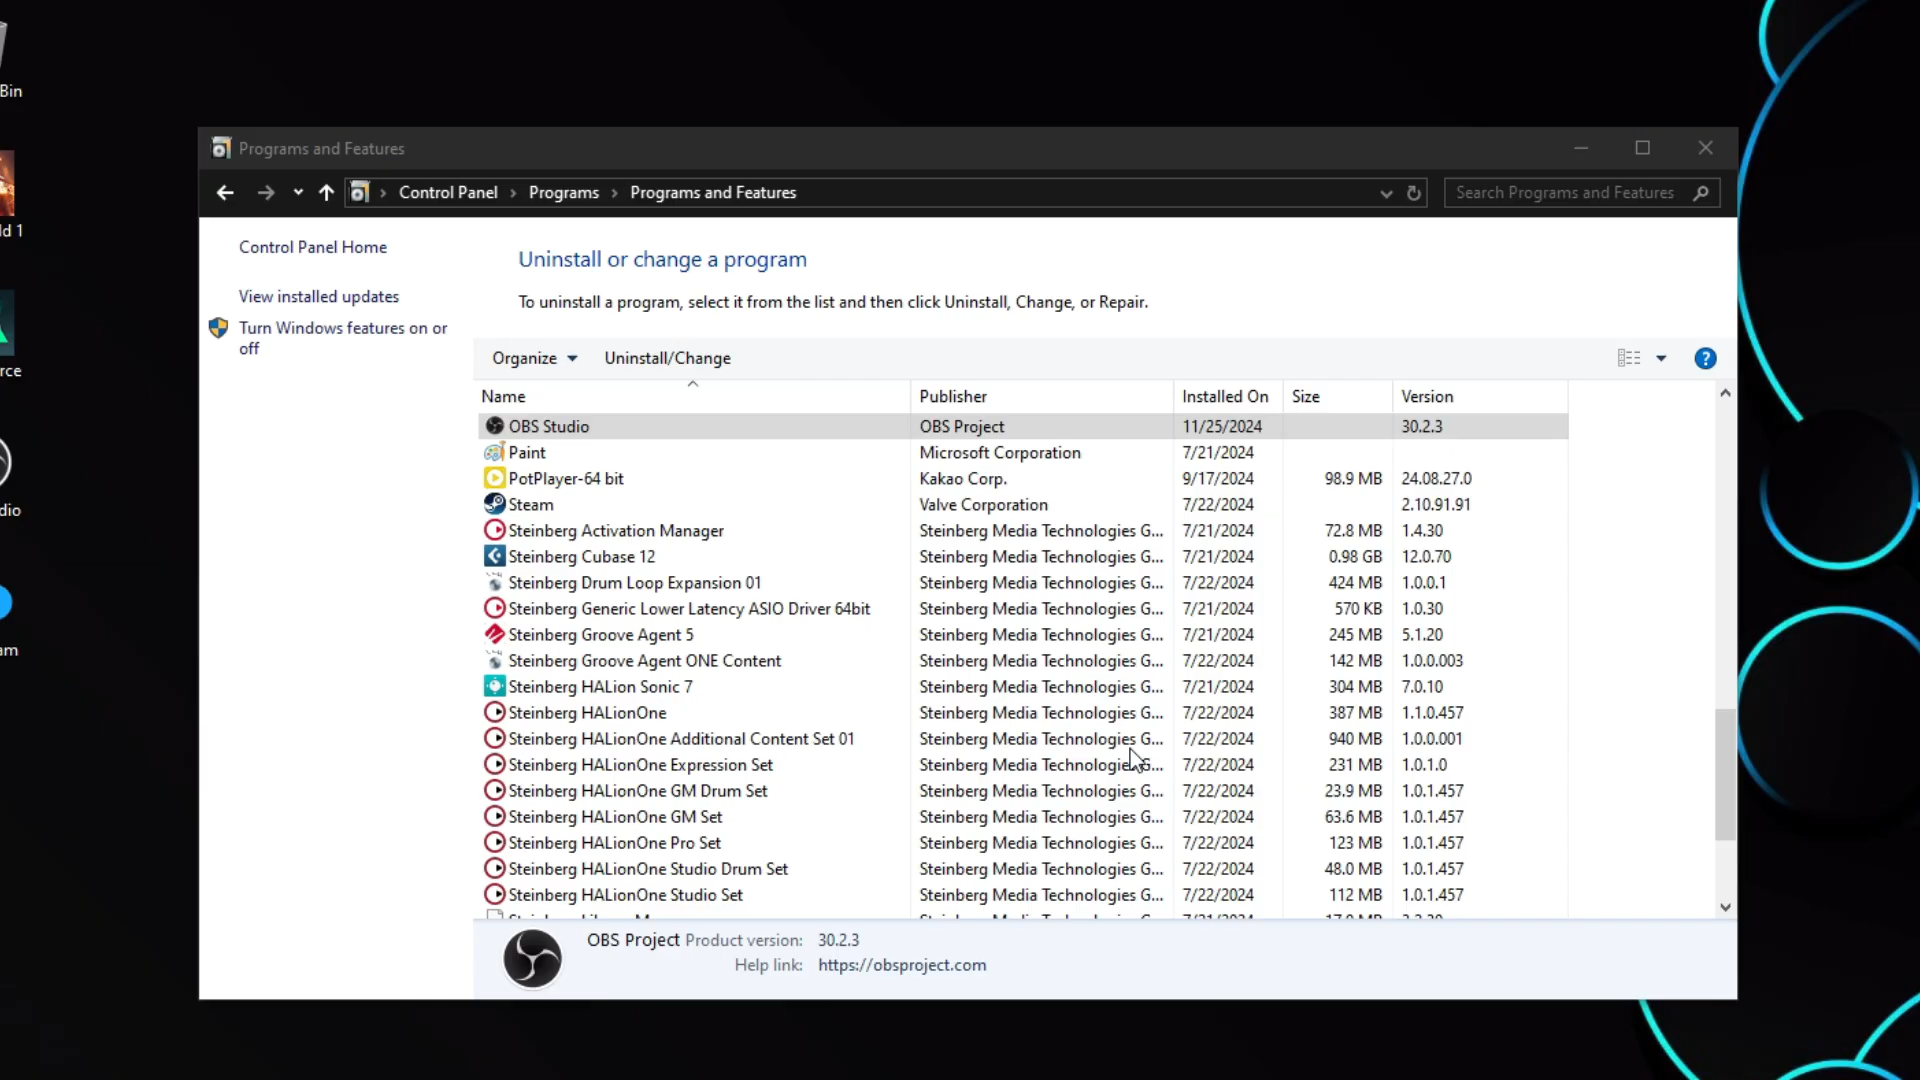 Bin
ld 1
rce
dio
am
Programs and Features
Control Panel Programs Programs and Features
Search Programs and Features
Control Panel Home
View installed updates
Turn Windows features on or
off
Uninstall or change a program
To uninstall a program, select it from the list and then click Uninstall, Change, or Repair.
Organize Uninstall/Change
Name Publisher Installed On Size Version
OBS Studio OBS Project 11/25/2024 30.2.3
Paint Microsoft Corporation 7/21/2024
PotPlayer-64 bit Kakao Corp. 9/17/2024 98.9 MB 24.08.27.0
Steam Valve Corporation 7/22/2024 2.10.91.91
Steinberg Activation Manager Steinberg Media Technologies G... 7/21/2024 72.8 MB 1.4.30
Steinberg Cubase 12 Steinberg Media Technologies G... 7/21/2024 0.98 GB 12.0.70
Steinberg Drum Loop Expansion 01 Steinberg Media Technologies G... 7/22/2024 424 MB 1.0.0.1
Steinberg Generic Lower Latency ASIO Driver 64bit Steinberg Media Technologies G... 7/21/2024 570 KB 1.0.30
Steinberg Groove Agent 5 Steinberg Media Technologies G... 7/21/2024 245 MB 5.1.20
Steinberg Groove Agent ONE Content Steinberg Media Technologies G... 7/22/2024 142 MB 1.0.0.003
Steinberg HALion Sonic 7 Steinberg Media Technologies G... 7/21/2024 304 MB 7.0.10
Steinberg HALionOne Steinberg Media Technologies G... 7/22/2024 387 MB 1.1.0.457
Steinberg HALionOne Additional Content Set 01 Steinberg Media Technologies G... 7/22/2024 940 MB 1.0.0.001
Steinberg HALionOne Expression Set Steinberg Media Technologies G... 7/22/2024 231 MB 1.0.1.0
Steinberg HALionOne GM Drum Set Steinberg Media Technologies G... 7/22/2024 23.9 MB 1.0.1.457
Steinberg HALionOne GM Set Steinberg Media Technologies G... 7/22/2024 63.6 MB 1.0.1.457
Steinberg HALionOne Pro Set Steinberg Media Technologies G... 7/22/2024 123 MB 1.0.1.457
Steinberg HALionOne Studio Drum Set Steinberg Media Technologies G... 7/22/2024 48.0 MB 1.0.1.457
Steinberg HALionOne Studio Set Steinberg Media Technologies G... 7/22/2024 112 MB 1.0.1.457
OBS Project Product version: 30.2.3
Help link: https://obsproject.com